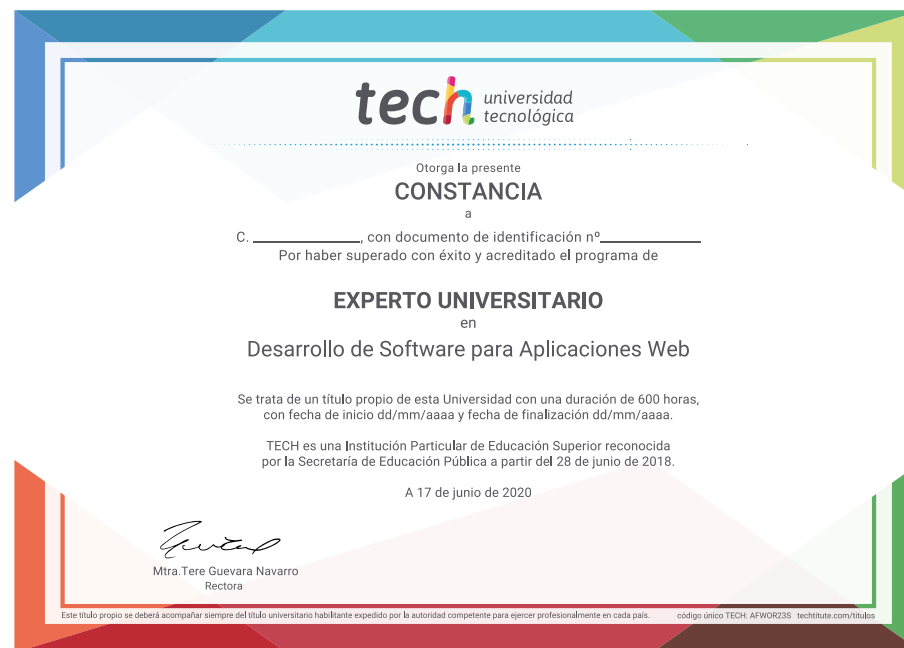 tech universidad
tecnológica
Otorga la presente
CONSTANCIA
a
C. ______________, con documento de identificación nº_____________
Por haber superado con éxito y acreditado el programa de
EXPERTO UNIVERSITARIO
en
Desarrollo de Software para Aplicaciones Web
Se trata de un título propio de esta Universidad con una duración de 600 horas,
con fecha de inicio dd/mm/aaaa y fecha de finalización dd/mm/aaaa.
TECH es una Institución Particular de Educación Superior reconocida
por la Secretaría de Educación Pública a partir del 28 de junio de 2018.
A 17 de junio de 2020
Mtra.Tere Guevara Navarro
Rectora
Este título propio se deberá acompañar siempre del título universitario habilitante expedido por la autoridad competente para ejercer profesionalmente en cada país. código único TECH: AFWOR23S techtitute.com/titulos